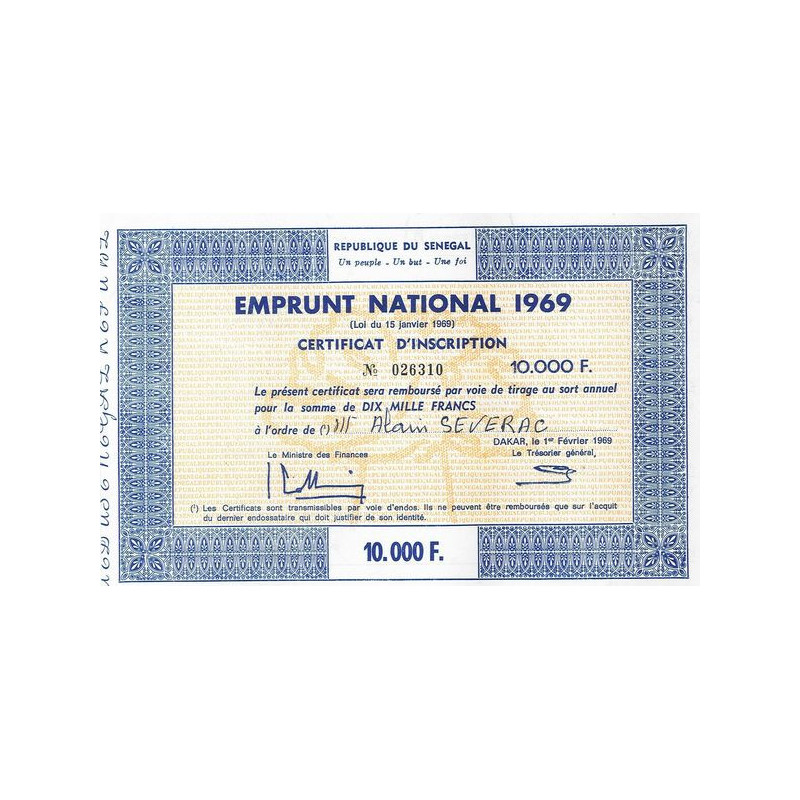 REPUBLIQUE DU SENEGAL
Un peuple - Un but - Une foi
EMPRUNT NATIONAL 1969
(Loi du 15 janvier 1969)
CERTIFICAT D'INSCRIPTION
№ 026310 10.000 F.
Le présent certificat sera remboursé par voie de tirage au sort annuel
pour la somme de DIX MILLE FRANCS
à l'ordre de (¹) Alain SEVERAC
DAKAR, le 1er Février 1969
Le Ministre des Finances Le Trésorier général,
(¹) Les Certificats sont transmissibles par voie d'endos. Ils ne peuvent être remboursés que sur l'acquit
du dernier endossataire qui doit justifier de son identité.
10.000 F.